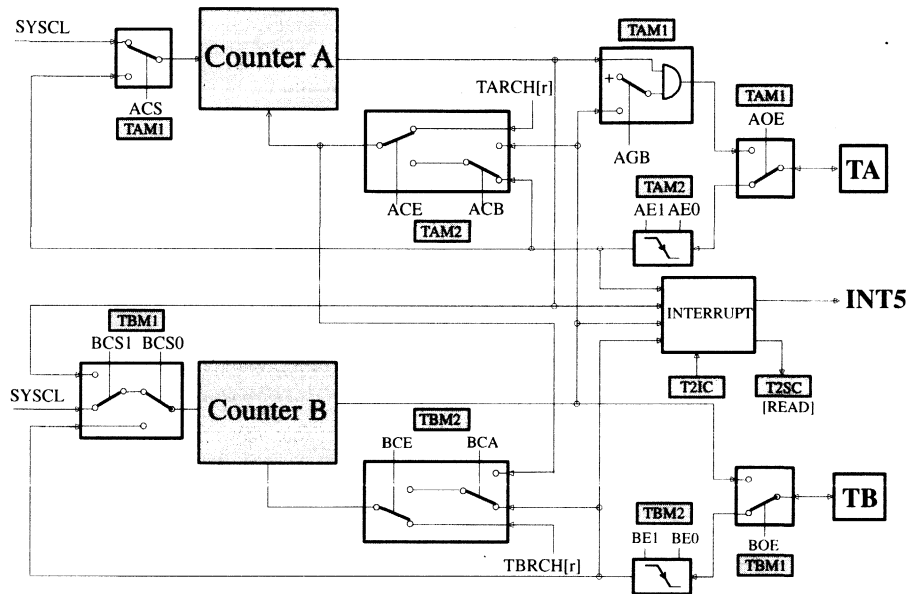 SYSCL
Counter A
ACS
TAM1
TARCH[r]
TAM1
+
AGB
TAM1
AOE
TA
ACE ACB
TAM2
TAM2
AE1 AE0
INTERRUPT
INT5
T2IC
T2SC
[READ]
TBM1
BCS1 BCS0
SYSCL
Counter B
TBM2
BCE BCA
TBRCH[r]
TBM2
BE1 BE0
TB
BOE
TBM1